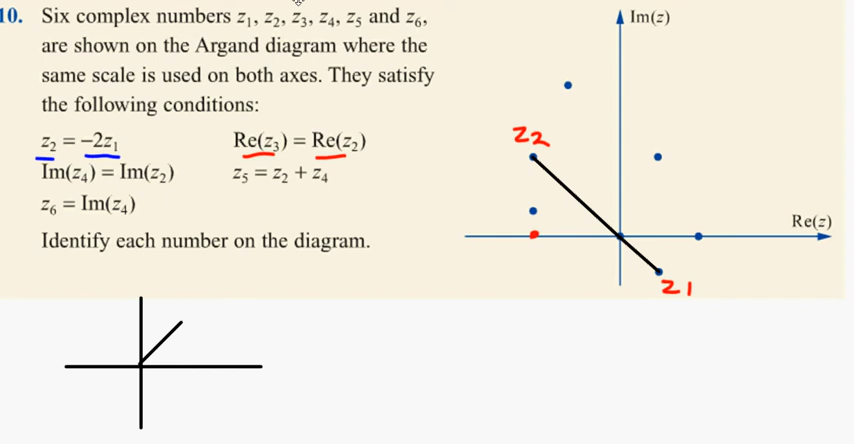 10. Six complex numbers z₁, z₂, z₃, z₄, z₅ and z₆,
are shown on the Argand diagram where the
same scale is used on both axes. They satisfy
the following conditions:
z₂ = −2z₁ Re(z₃) = Re(z₂)
Im(z₄) = Im(z₂) z₅ = z₂ + z₄
z₆ = Im(z₄)
Identify each number on the diagram.
Im(z)
z2
Re(z)
z1